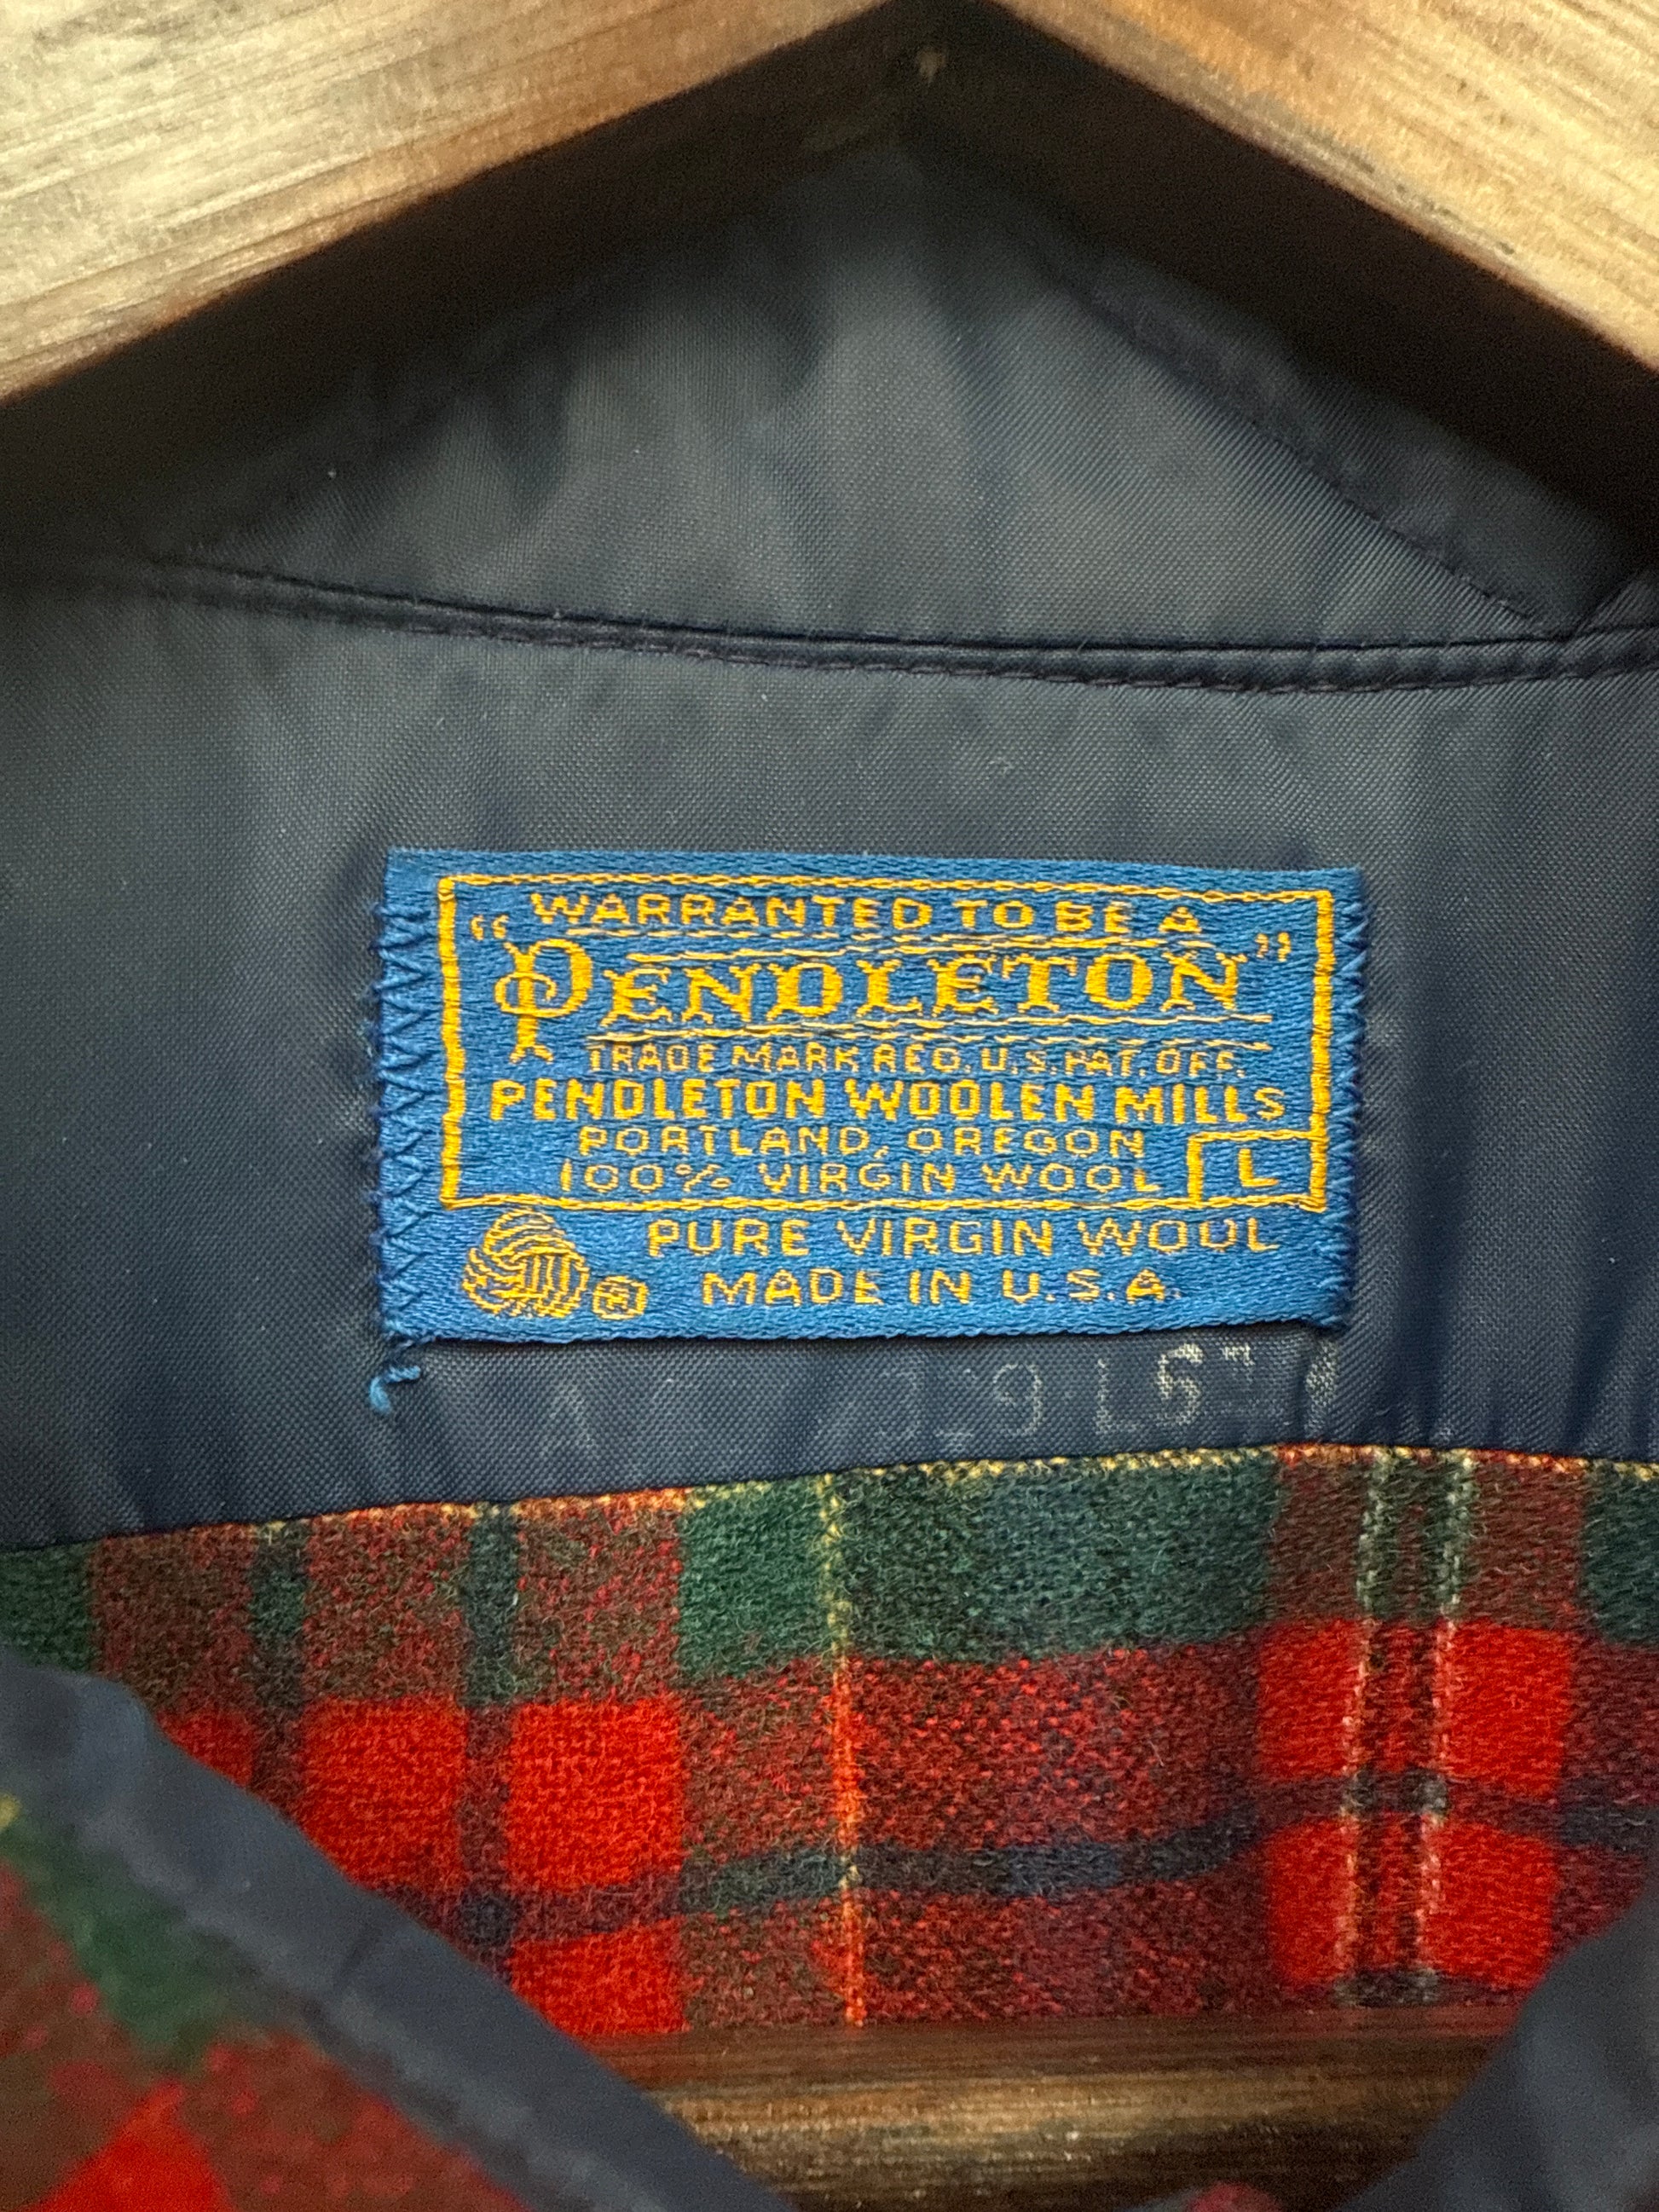 WARRANTED TO BE A
"PENDLETON"
TRADE MARK REG. U.S. PAT. OFF.
PENDLETON WOOLEN MILLS
PORTLAND, OREGON
100% VIRGIN WOOL L
PURE VIRGIN WOOL
® MADE IN U.S.A.